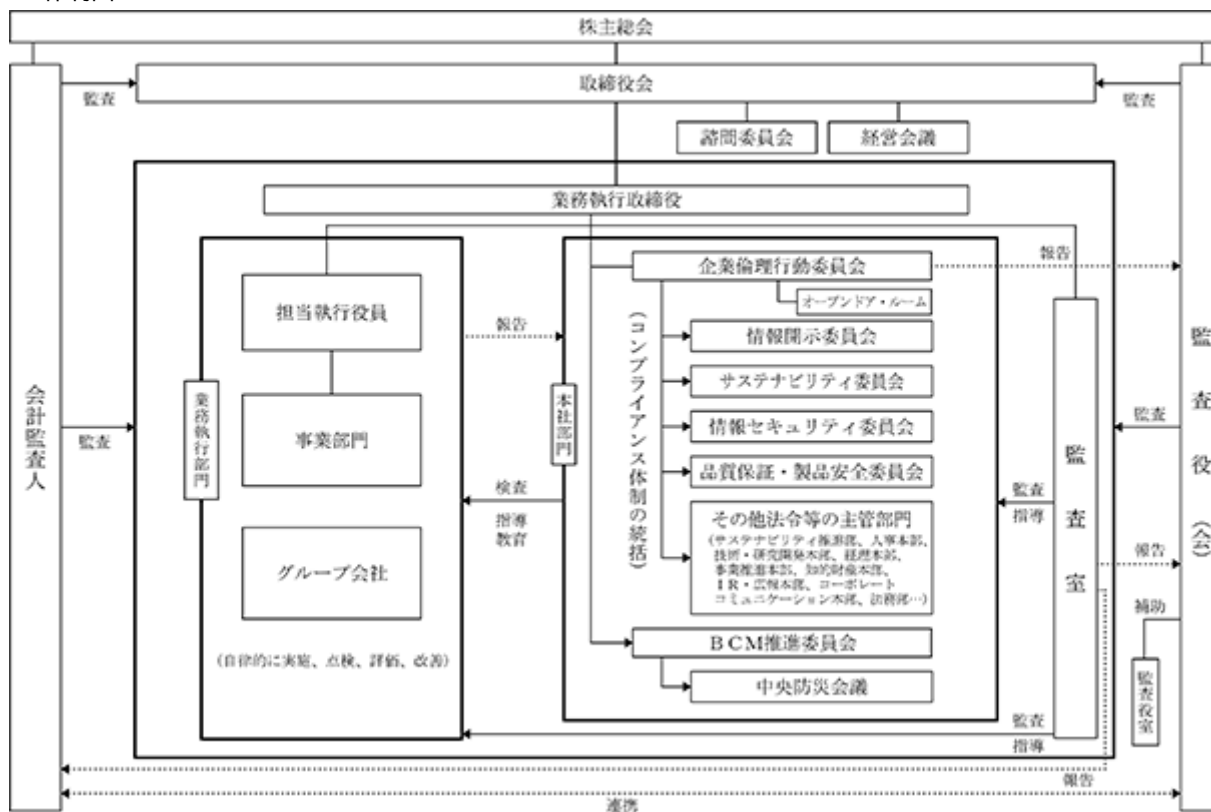 株主総会
取締役会
監査
監査
諮問委員会
経営会議
業務執行取締役
企業倫理行動委員会
報告
オープンドア・ルーム
担当執行役員
報告
情報開示委員会
サステナビリティ委員会
会計監査人
業務執行部門
事業部門
本社部門
(コンプライアンス体制の統括)
情報セキュリティ委員会
監査室
監査役(会)
監査
監査
品質保証・製品安全委員会
検査
指導
教育
監査
指導
その他法令等の主管部門
(サステナビリティ推進部、人事本部、
技術・研究開発本部、経理本部、
事業推進本部、知的財産本部、
IR・広報本部、コーポレート
コミュニケーション本部、法務部…)
グループ会社
報告
補助
BCM推進委員会
(自律的に実施、点検、評価、改善)
中央防災会議
監査役室
監査
指導
報告
連携